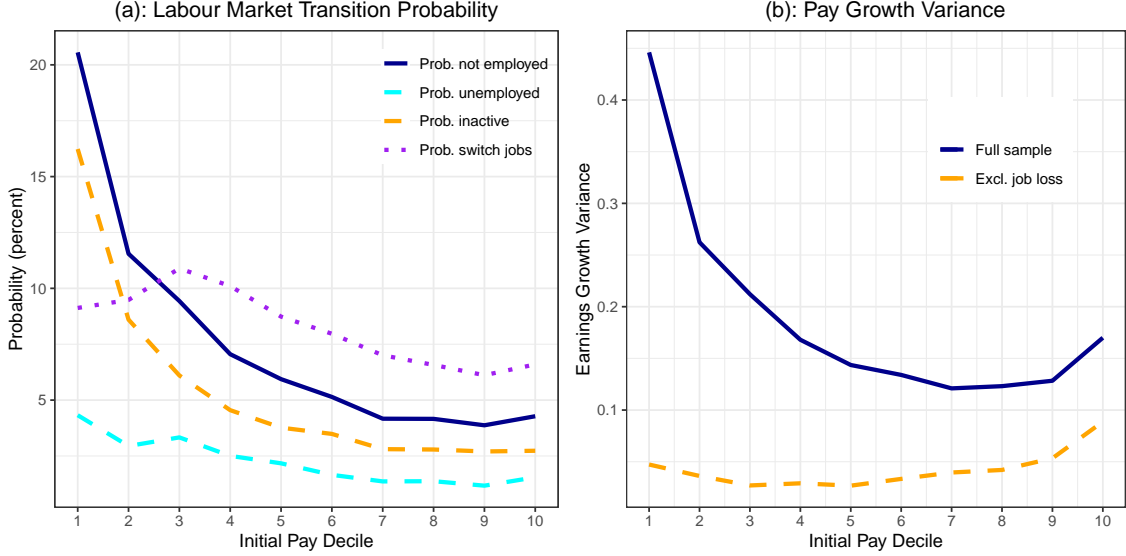 (a): Labour Market Transition Probability
Probability (percent)
20
15
10
5
Prob. not employed
Prob. unemployed
Prob. inactive
Prob. switch jobs
1 2 3 4 5 6 7 8 9 10
Initial Pay Decile
(b): Pay Growth Variance
Earnings Growth Variance
0.4
0.3
0.2
0.1
Full sample
Excl. job loss
1 2 3 4 5 6 7 8 9 10
Initial Pay Decile